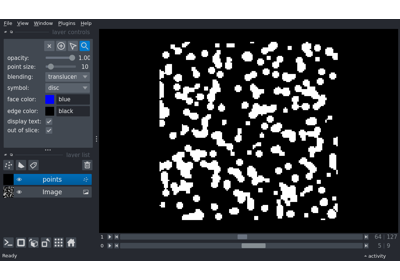 File View Window Plugins Help
layer controls
opacity: 1.00
point size: 10
blending: translucen
symbol: disc
face color: blue
edge color: black
display text:
out of slice:
layer list
points
Image
1 64 127
0 5 9
Ready activity